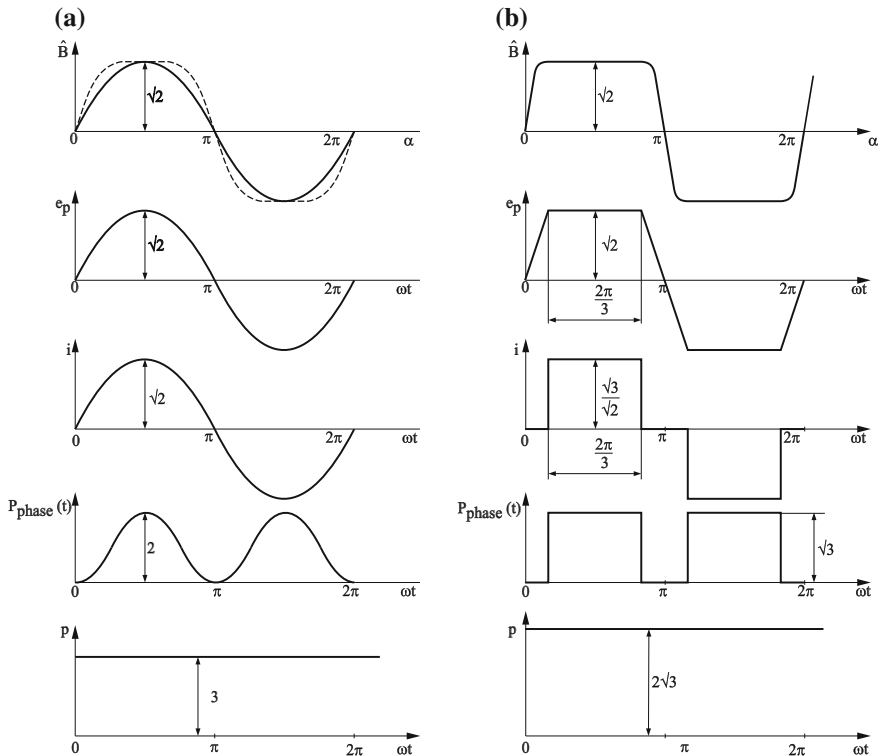 (a)
B̂
√2
0
π
2π
α
e_p
√2
0
π
2π
ωt
i
√2
0
π
2π
ωt
P_phase (t)
2
0
π
2π
ωt
p
3
0
π
2π
ωt
(b)
B̂
√2
0
π
2π
α
e_p
√2
2π/3
0
π
2π
ωt
i
√3/√2
2π/3
0
π
2π
ωt
P_phase (t)
√3
0
π
2π
ωt
p
2√3
0
π
2π
ωt